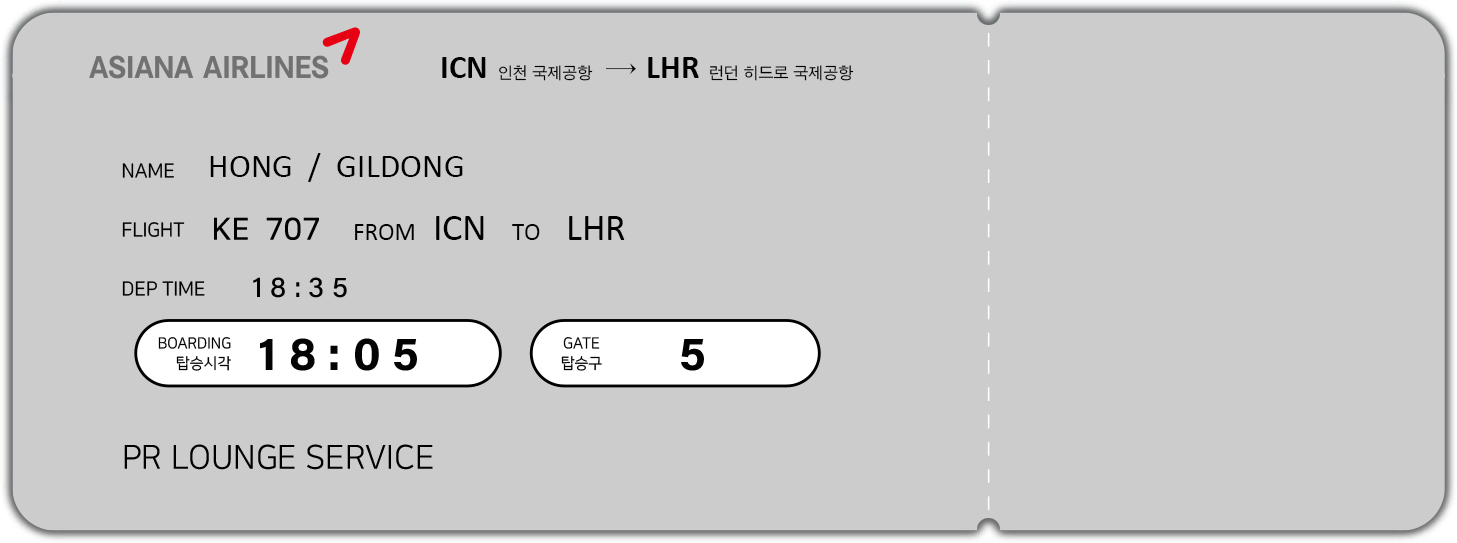 ASIANA AIRLINES
ICN 인천 국제공항 → LHR 런던 히드로 국제공항
NAME HONG / GILDONG
FLIGHT KE 707 FROM ICN TO LHR
DEP TIME 18:35
BOARDING 탑승시각 18:05 GATE 탑승구 5
PR LOUNGE SERVICE